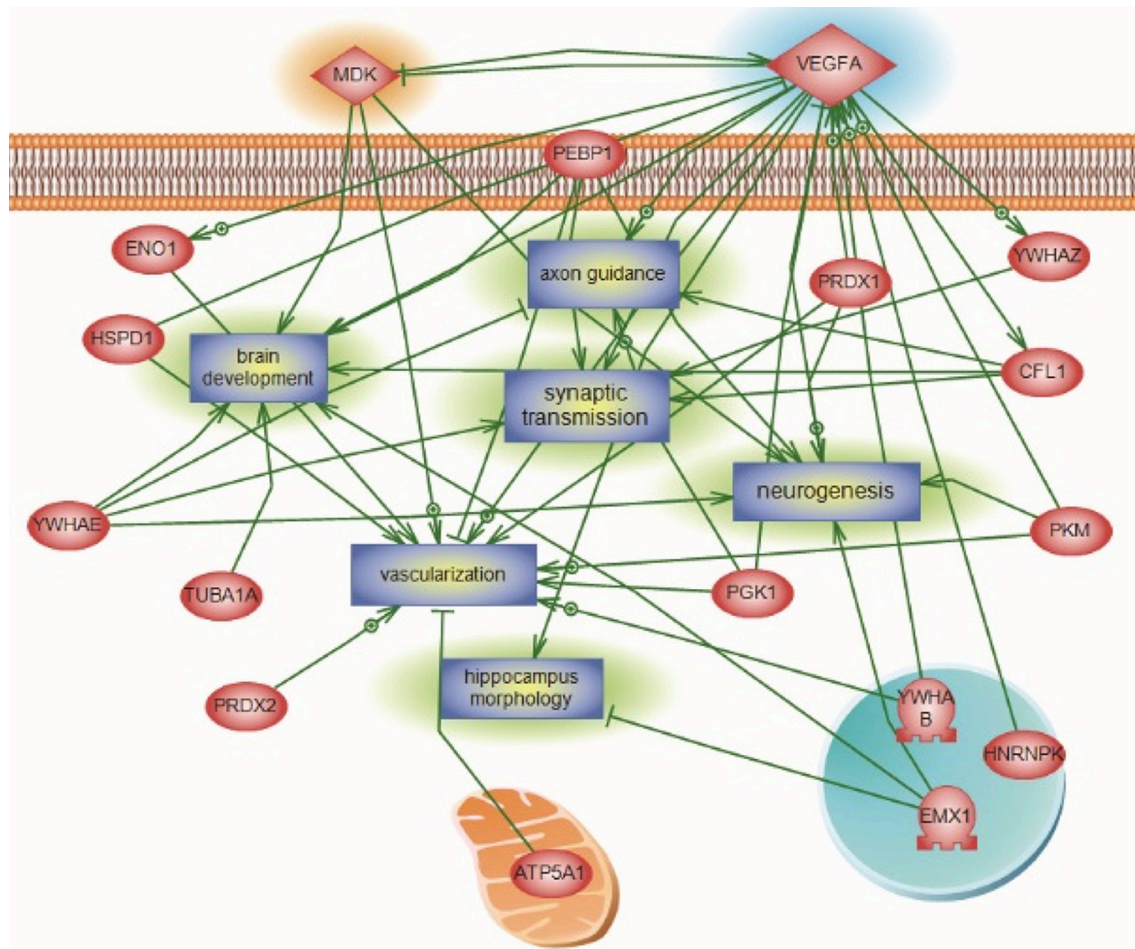 MDK
VEGFA
PEBP1
ENO1
axon guidance
PRDX1
YWHAZ
HSPD1
brain
development
CFL1
synaptic
transmission
neurogenesis
YWHAE
PKM
vascularization
TUBA1A
PGK1
hippocampus
morphology
PRDX2
YWHA
B
HNRNPK
EMX1
ATP5A1